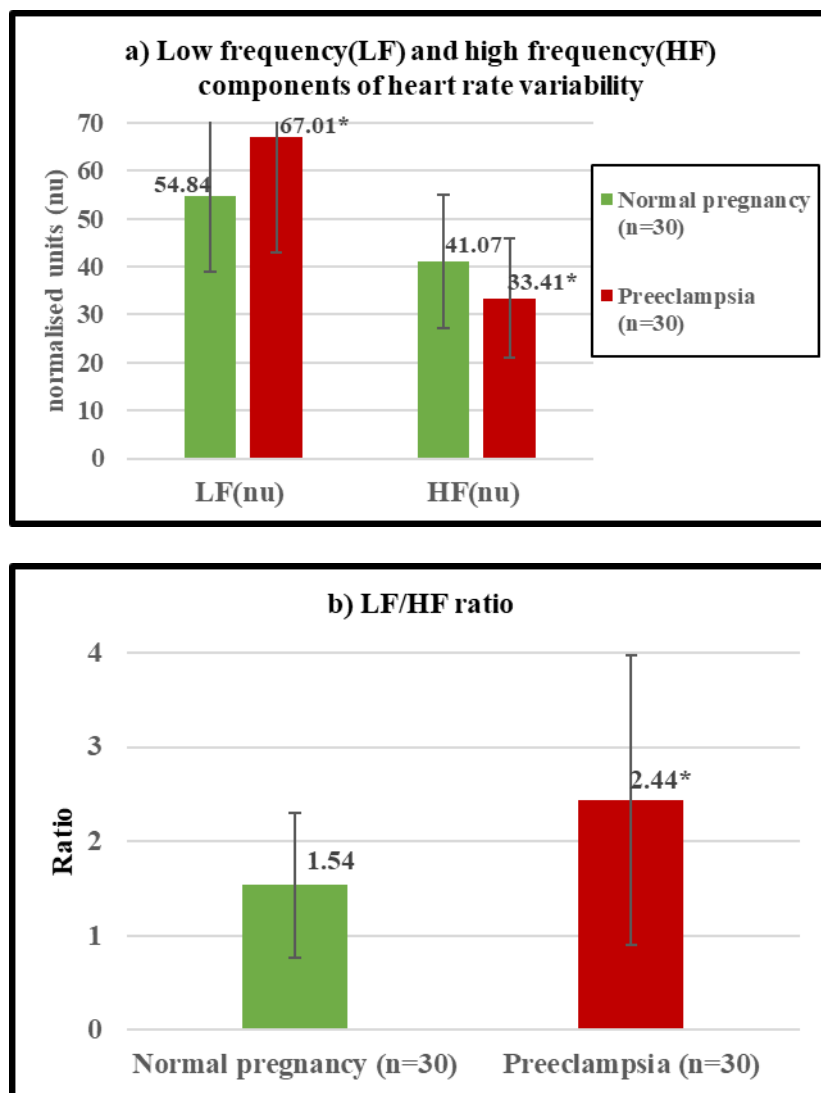 a) Low frequency(LF) and high frequency(HF)
components of heart rate variability
normalised units (nu)
70
60
50
40
30
20
10
0
54.84
67.01*
41.07
33.41*
LF(nu)
HF(nu)
Normal pregnancy
(n=30)
Preeclampsia
(n=30)
b) LF/HF ratio
Ratio
4
3
2
1
0
1.54
2.44*
Normal pregnancy (n=30)
Preeclampsia (n=30)